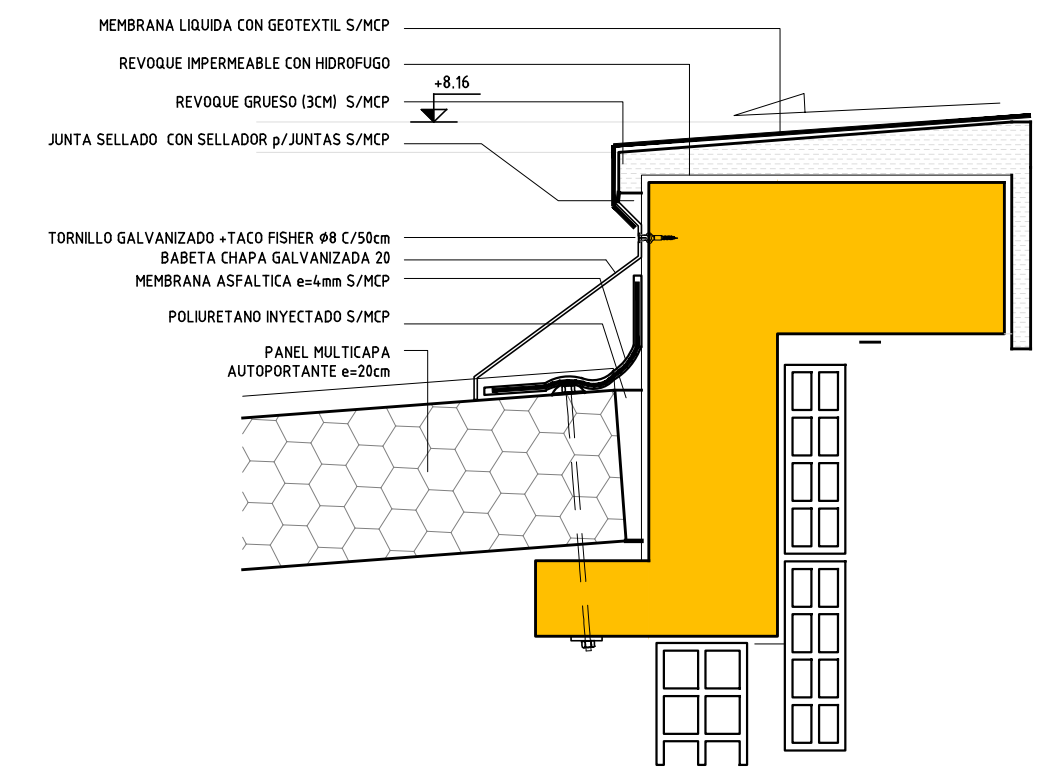 MEMBRANA LIQUIDA CON GEOTEXTIL S/MCP
REVOQUE IMPERMEABLE CON HIDROFUGO
+8.16
REVOQUE GRUESO (3CM) S/MCP
JUNTA SELLADO CON SELLADOR p/JUNTAS S/MCP
TORNILLO GALVANIZADO +TACO FISHER Ø8 C/50cm
BABETA CHAPA GALVANIZADA 20
MEMBRANA ASFALTICA e=4mm S/MCP
POLIURETANO INYECTADO S/MCP
PANEL MULTICAPA
AUTOPORTANTE e=20cm